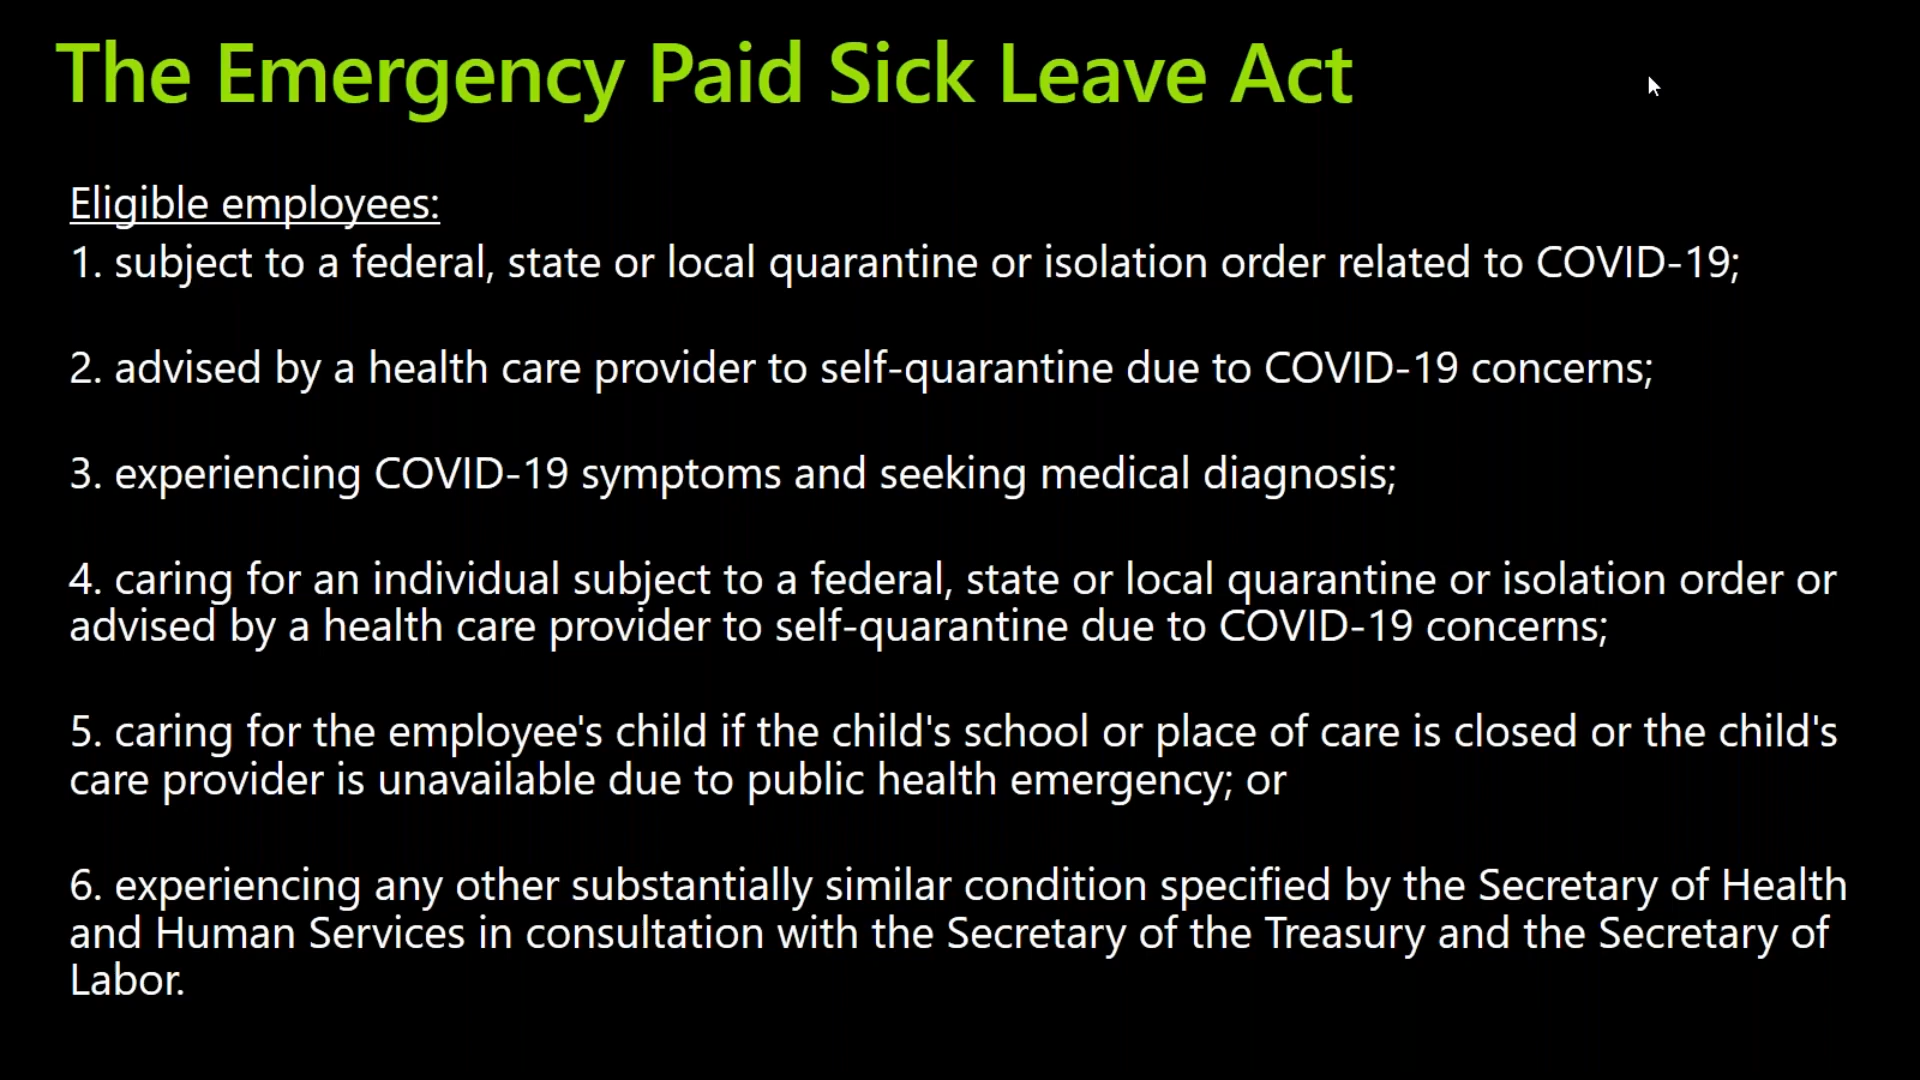 The Emergency Paid Sick Leave Act
Eligible employees:
1. subject to a federal, state or local quarantine or isolation order related to COVID-19;
2. advised by a health care provider to self-quarantine due to COVID-19 concerns;
3. experiencing COVID-19 symptoms and seeking medical diagnosis;
4. caring for an individual subject to a federal, state or local quarantine or isolation order or
advised by a health care provider to self-quarantine due to COVID-19 concerns;
5. caring for the employee's child if the child's school or place of care is closed or the child's
care provider is unavailable due to public health emergency; or
6. experiencing any other substantially similar condition specified by the Secretary of Health
and Human Services in consultation with the Secretary of the Treasury and the Secretary of
Labor.